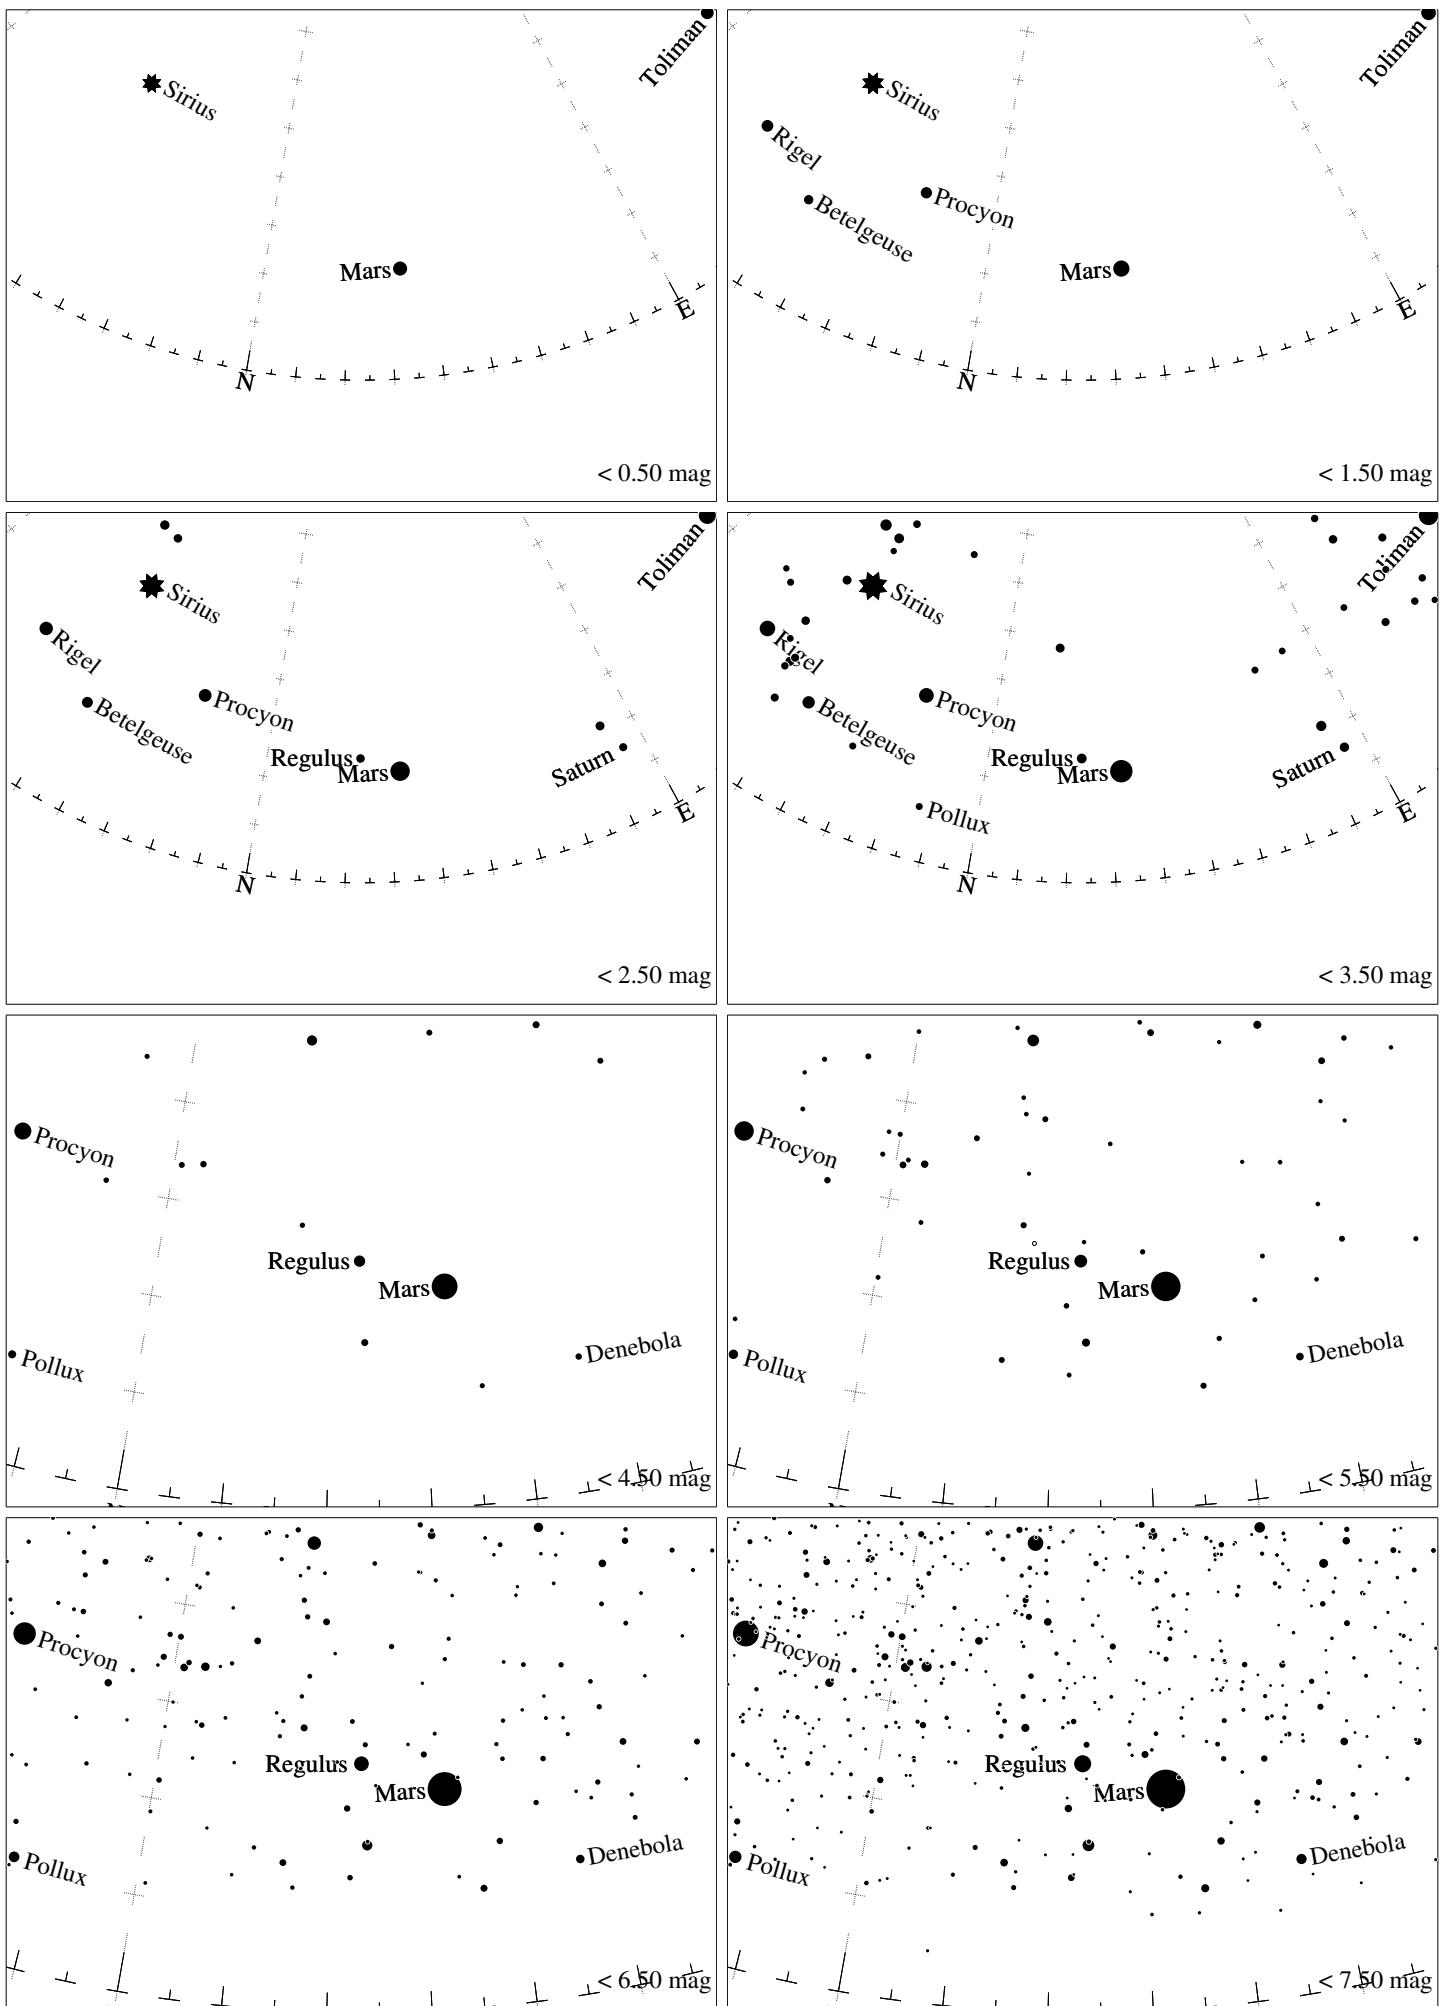 Toliman
Sirius
Mars
N
E
< 0.50 mag
Toliman
Sirius
Rigel
Procyon
Betelgeuse
Mars
N
E
< 1.50 mag
Toliman
Sirius
Rigel
Procyon
Betelgeuse
Regulus
Mars
Saturn
N
E
< 2.50 mag
Toliman
Sirius
Rigel
Procyon
Betelgeuse
Regulus
Mars
Saturn
Pollux
N
E
< 3.50 mag
Procyon
Regulus
Mars
Denebola
Pollux
< 4.50 mag
Procyon
Regulus
Mars
Denebola
Pollux
< 5.50 mag
Procyon
Regulus
Mars
Denebola
Pollux
< 6.50 mag
Procyon
Regulus
Mars
Denebola
Pollux
< 7.50 mag